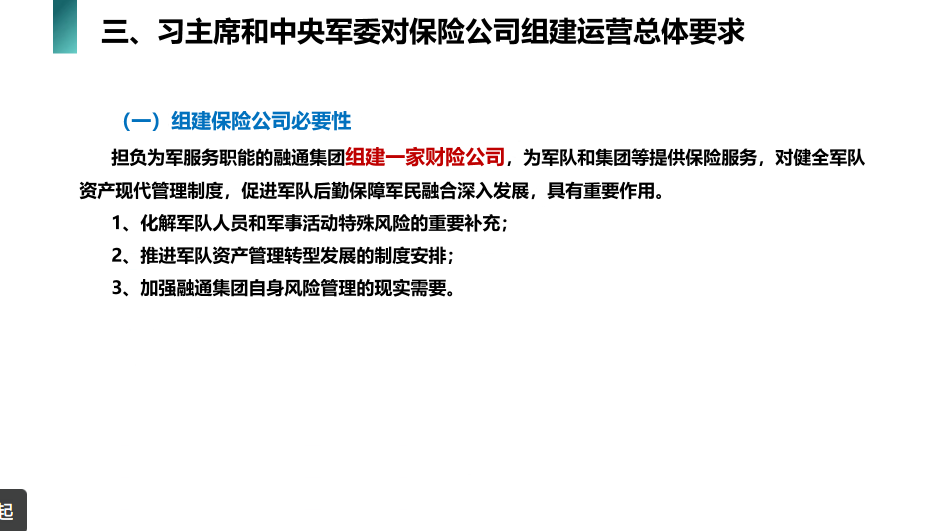 三、习主席和中央军委对保险公司组建运营总体要求
（一）组建保险公司必要性
担负为军服务职能的融通集团组建一家财险公司，为军队和集团等提供保险服务，对健全军队
资产现代管理制度，促进军队后勤保障军民融合深入发展，具有重要作用。
1、化解军队人员和军事活动特殊风险的重要补充；
2、推进军队资产管理转型发展的制度安排；
3、加强融通集团自身风险管理的现实需要。
起